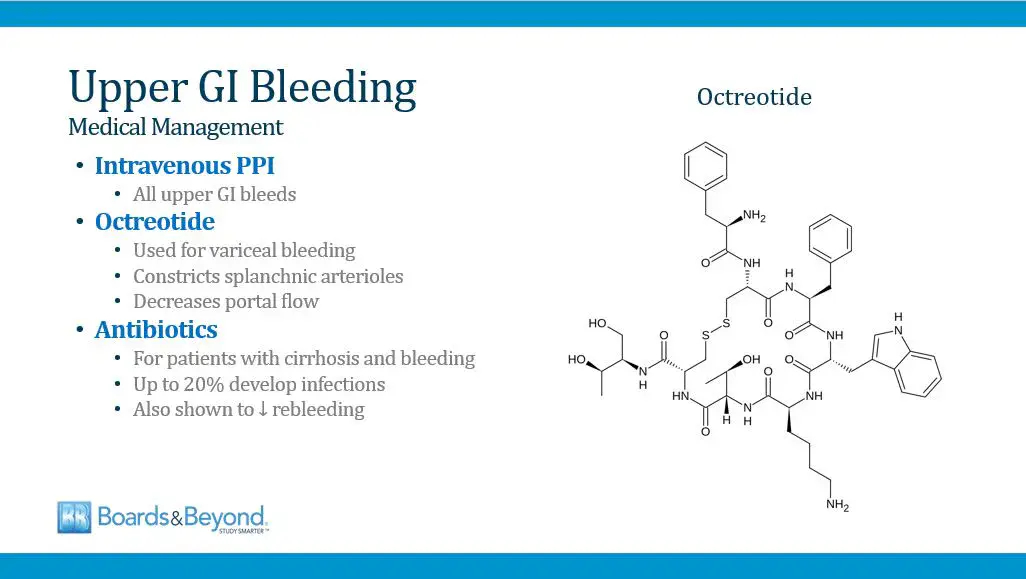 Upper GI Bleeding
Medical Management
• Intravenous PPI
• All upper GI bleeds
• Octreotide
• Used for variceal bleeding
• Constricts splanchnic arterioles
• Decreases portal flow
• Antibiotics
• For patients with cirrhosis and bleeding
• Up to 20% develop infections
• Also shown to ↓ rebleeding
Octreotide
NH₂
O
NH
H
N
O
O
NH
H
N
S
S
HO
O
HO
N
H
HN
O
OH
O
O
H
N
H
NH
NH₂
BB Boards&Beyond.
STUDY SMARTER™